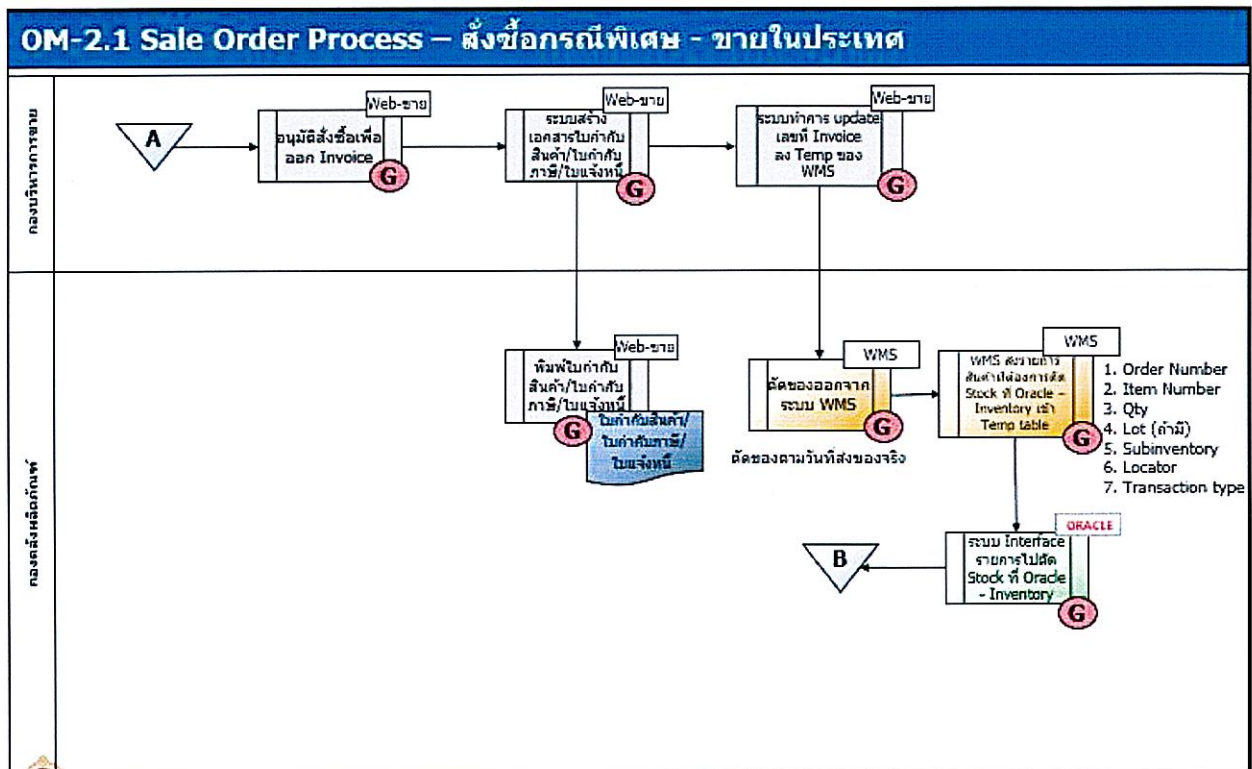 OM-2.1 Sale Order Process – สั่งซื้อกรณีพิเศษ - ขายในประเทศ
กองบริหารการขาย
A
Web-ขาย
อนุมัติสั่งซื้อเพื่อ
ออก Invoice
G
Web-ขาย
ระบบสร้าง
เอกสารใบกำกับ
สินค้า/ใบกำกับ
ภาษี/ใบแจ้งหนี้
G
Web-ขาย
ระบบทำการ update
เลขที่ Invoice
ลง Temp ของ
WMS
G
กองคลังผลิตภัณฑ์
Web-ขาย
พิมพ์ใบกำกับ
สินค้า/ใบกำกับ
ภาษี/ใบแจ้งหนี้
G
ใบกำกับสินค้า/
ใบกำกับภาษี/
ใบแจ้งหนี้
WMS
ตัดของออกจาก
ระบบ WMS
G
ตัดของตามวันที่ส่งของจริง
WMS
WMS ส่งรายการ
สินค้าที่ต้องการตัด
Stock ที่ Oracle –
Inventory เข้า
Temp table
G
1. Order Number
2. Item Number
3. Qty
4. Lot (ถ้ามี)
5. Subinventory
6. Locator
7. Transaction type
ORACLE
ระบบ Interface
รายการไปตัด
Stock ที่ Oracle
– Inventory
G
B